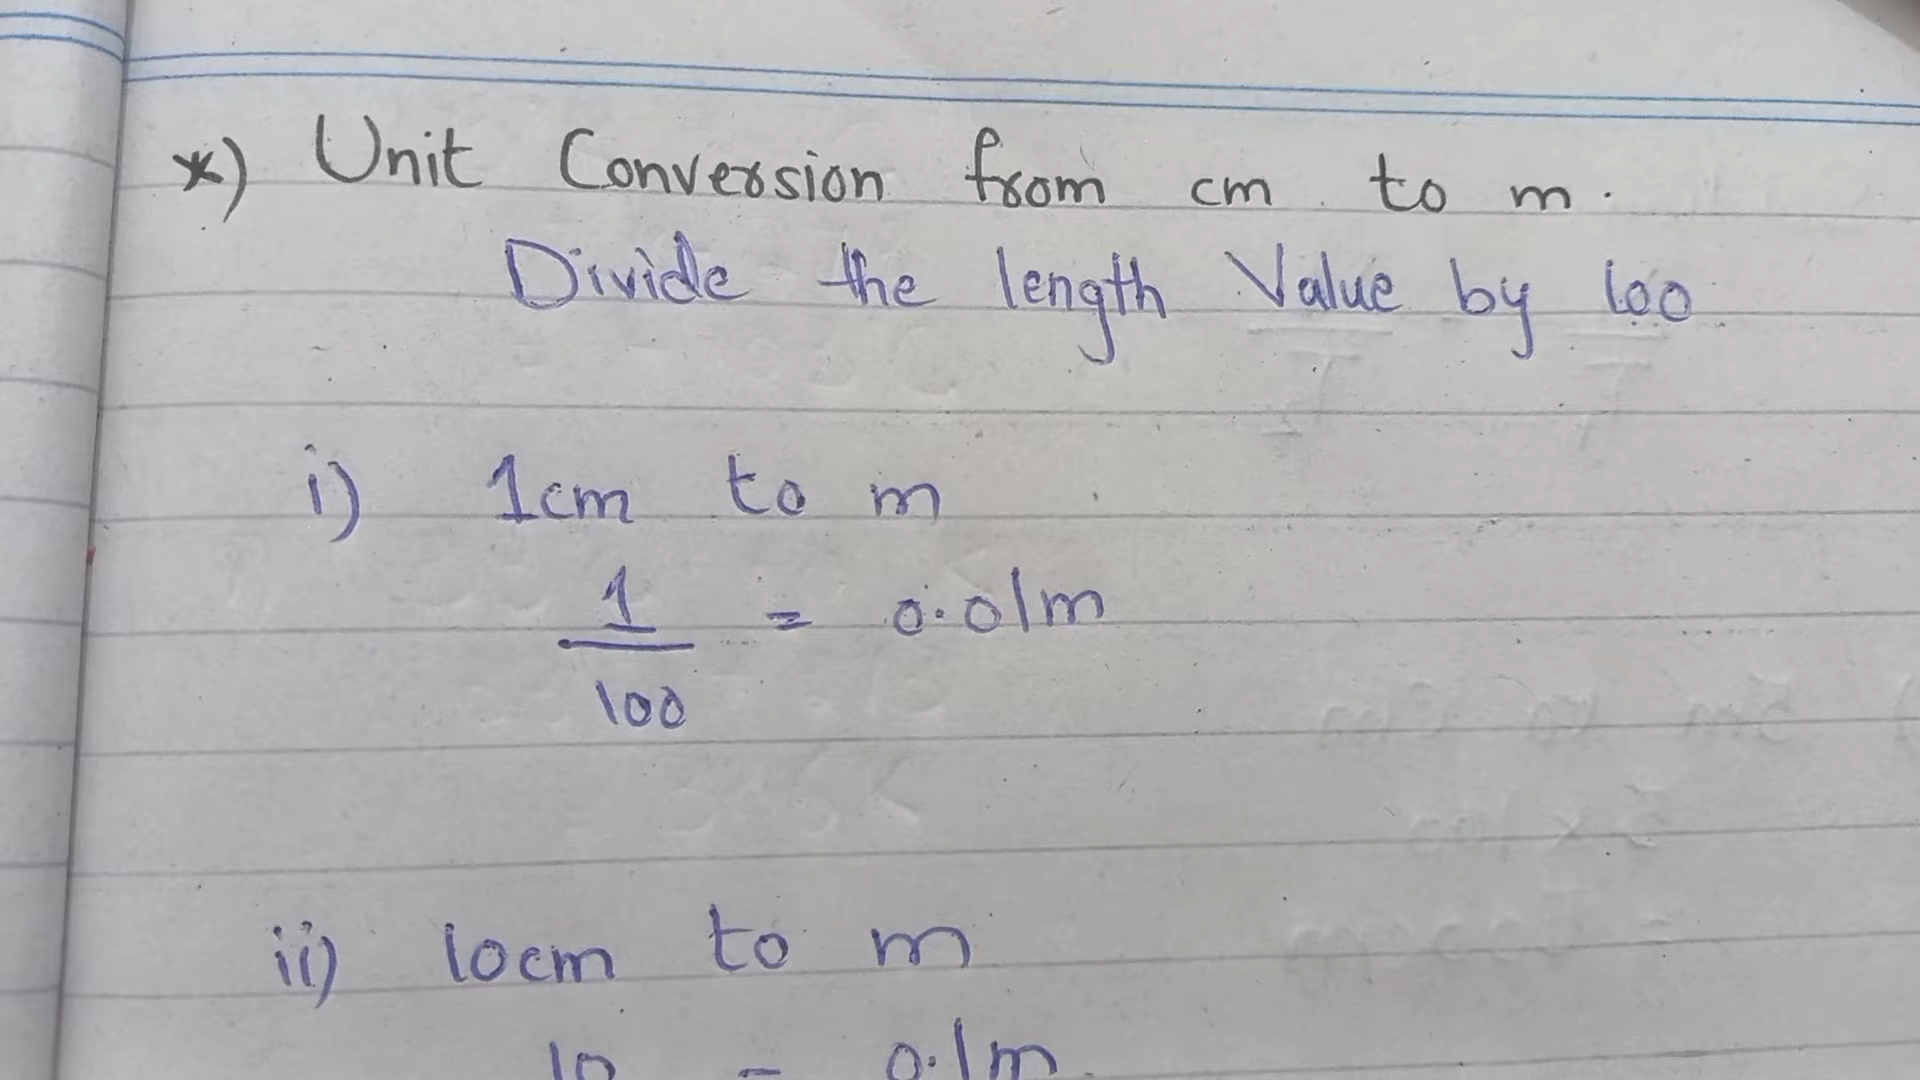 *) Unit Conversion from cm to m.
Divide the length Value by 100
i) 1cm to m
1
100
= 0.01m
ii) 10cm to m
10 = 0.1m